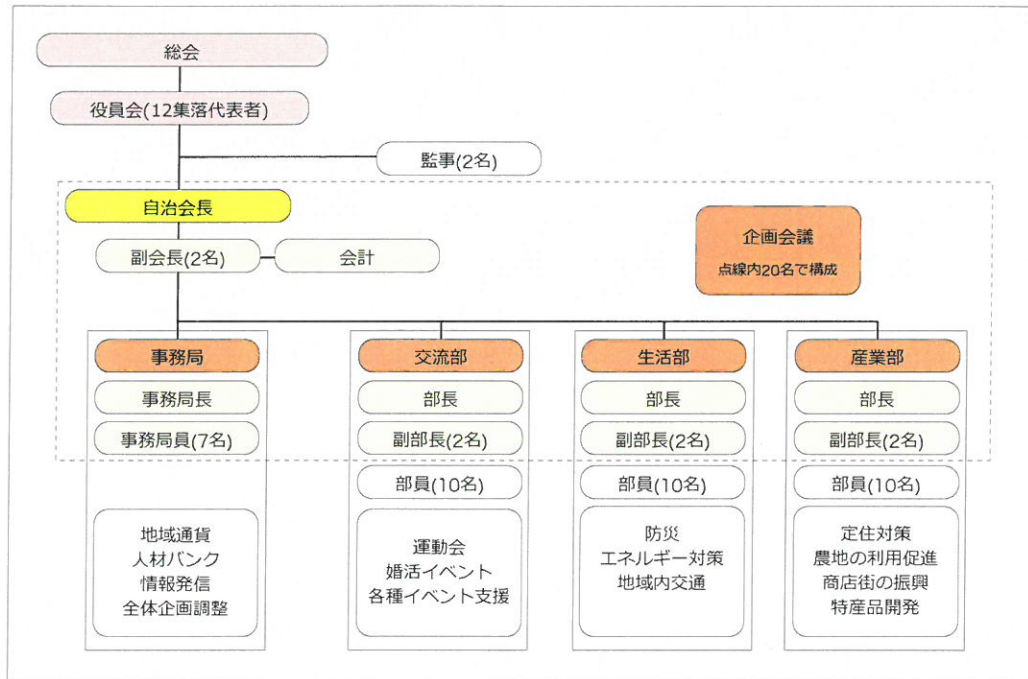 総会
役員会(12集落代表者)
監事(2名)
自治会長
副会長(2名)
会計
企画会議
点線内20名で構成
事務局
事務局長
事務局員(7名)
地域通貨
人材バンク
情報発信
全体企画調整
交流部
部長
副部長(2名)
部員(10名)
運動会
婚活イベント
各種イベント支援
生活部
部長
副部長(2名)
部員(10名)
防災
エネルギー対策
地域内交通
産業部
部長
副部長(2名)
部員(10名)
定住対策
農地の利用促進
商店街の振興
特産品開発